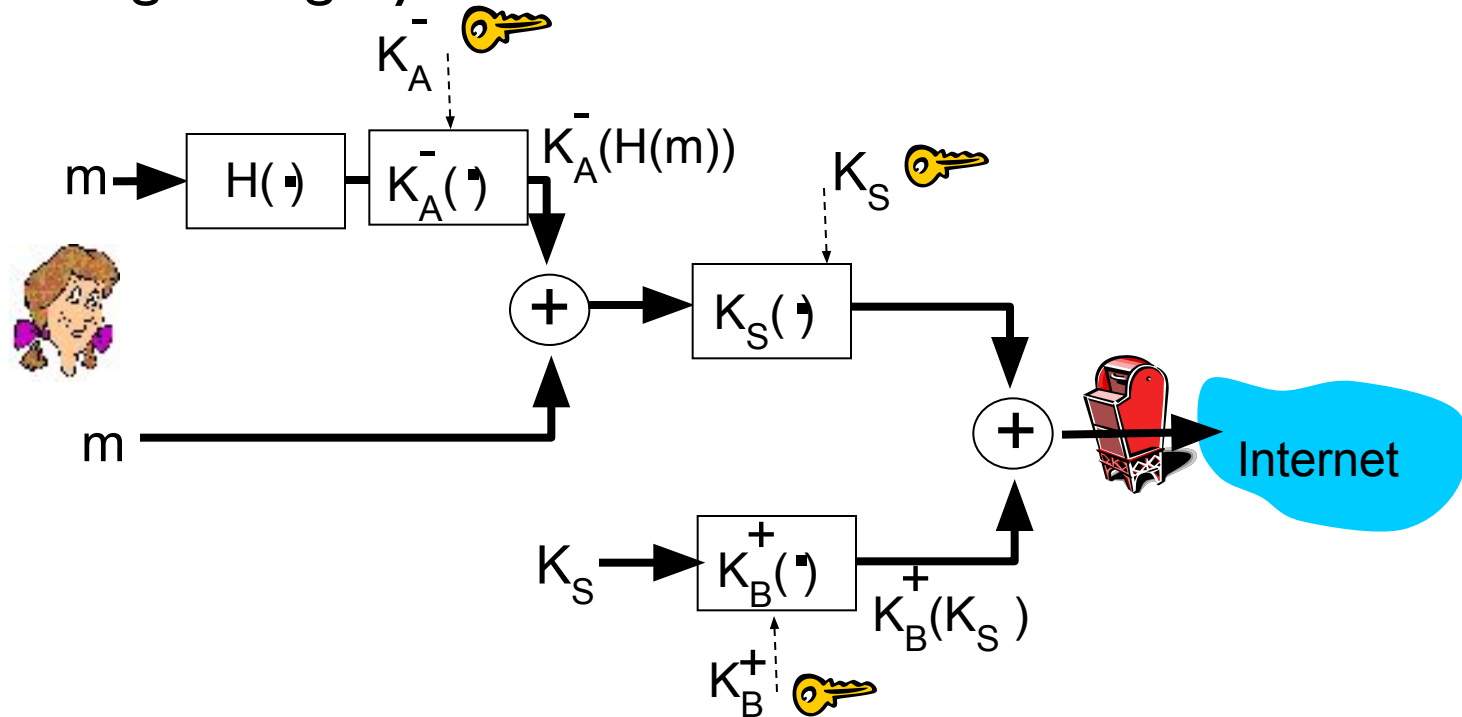 K_A^-
m
H(·)
K_A^-(·)
K_A^-(H(m))
K_S
+
K_S(·)
m
+
Internet
K_S
K_B^+(·)
K_B^+(K_S )
K_B^+